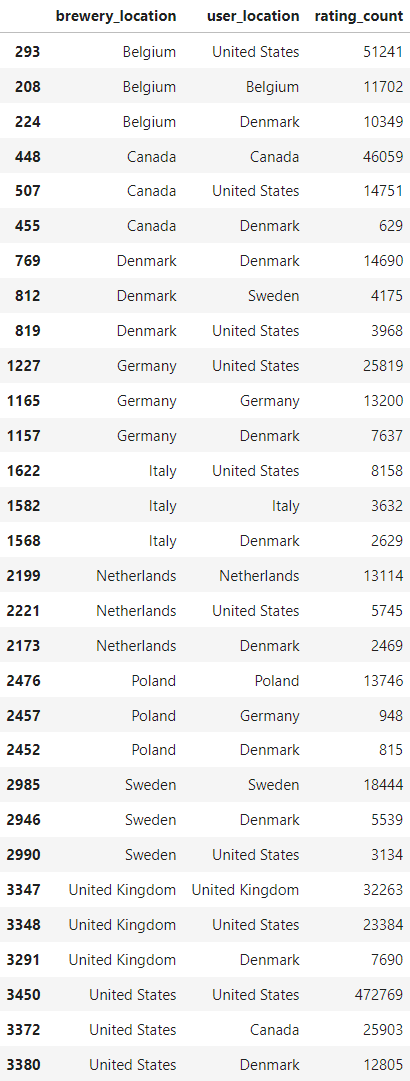 brewery_location user_location rating_count
293 Belgium United States 51241
208 Belgium Belgium 11702
224 Belgium Denmark 10349
448 Canada Canada 46059
507 Canada United States 14751
455 Canada Denmark 629
769 Denmark Denmark 14690
812 Denmark Sweden 4175
819 Denmark United States 3968
1227 Germany United States 25819
1165 Germany Germany 13200
1157 Germany Denmark 7637
1622 Italy United States 8158
1582 Italy Italy 3632
1568 Italy Denmark 2629
2199 Netherlands Netherlands 13114
2221 Netherlands United States 5745
2173 Netherlands Denmark 2469
2476 Poland Poland 13746
2457 Poland Germany 948
2452 Poland Denmark 815
2985 Sweden Sweden 18444
2946 Sweden Denmark 5539
2990 Sweden United States 3134
3347 United Kingdom United Kingdom 32263
3348 United Kingdom United States 23384
3291 United Kingdom Denmark 7690
3450 United States United States 472769
3372 United States Canada 25903
3380 United States Denmark 12805